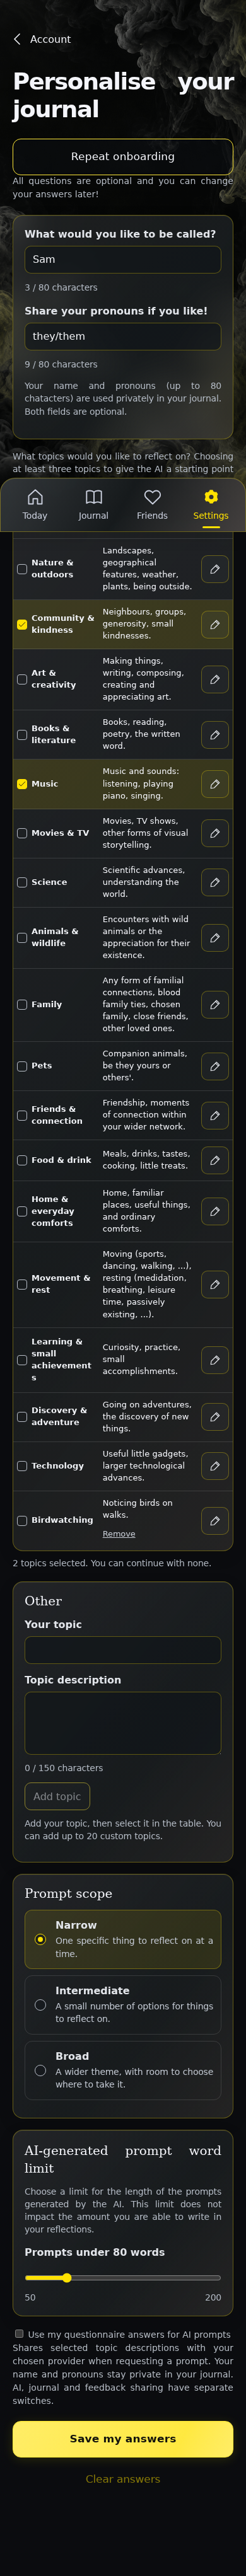 Account
Personalise your
journal
Repeat onboarding
All questions are optional and you can change
your answers later!
What would you like to be called?
Sam
3 / 80 characters
Share your pronouns if you like!
they/them
9 / 80 characters
Your name and pronouns (up to 80
chatacters) are used privately in your journal.
Both fields are optional.
What topics would you like to reflect on? Choosing
at least three topics to give the AI a starting point
Today
Journal
Friends
Settings
Nature &
outdoors
Landscapes,
geographical
features, weather,
plants, being outside.
Community &
kindness
Neighbours, groups,
generosity, small
kindnesses.
Art &
creativity
Making things,
writing, composing,
creating and
appreciating art.
Books &
literature
Books, reading,
poetry, the written
word.
Music
Music and sounds:
listening, playing
piano, singing.
Movies & TV
Movies, TV shows,
other forms of visual
storytelling.
Science
Scientific advances,
understanding the
world.
Animals &
wildlife
Encounters with wild
animals or the
appreciation for their
existence.
Family
Any form of familial
connections, blood
family ties, chosen
family, close friends,
other loved ones.
Pets
Companion animals,
be they yours or
others'.
Friends &
connection
Friendship, moments
of connection within
your wider network.
Food & drink
Meals, drinks, tastes,
cooking, little treats.
Home &
everyday
comforts
Home, familiar
places, useful things,
and ordinary
comforts.
Movement &
rest
Moving (sports,
dancing, walking, ...),
resting (medidation,
breathing, leisure
time, passively
existing, ...).
Learning &
small
achievement
s
Curiosity, practice,
small
accomplishments.
Discovery &
adventure
Going on adventures,
the discovery of new
things.
Technology
Useful little gadgets,
larger technological
advances.
Birdwatching
Noticing birds on
walks.
Remove
2 topics selected. You can continue with none.
Other
Your topic
Topic description
0 / 150 characters
Add topic
Add your topic, then select it in the table. You
can add up to 20 custom topics.
Prompt scope
Narrow
One specific thing to reflect on at a
time.
Intermediate
A small number of options for things
to reflect on.
Broad
A wider theme, with room to choose
where to take it.
AI-generated prompt word
limit
Choose a limit for the length of the prompts
generated by the AI. This limit does not
impact the amount you are able to write in
your reflections.
Prompts under 80 words
50
200
Use my questionnaire answers for AI prompts
Shares selected topic descriptions with your
chosen provider when requesting a prompt. Your
name and pronouns stay private in your journal.
AI, journal and feedback sharing have separate
switches.
Save my answers
Clear answers